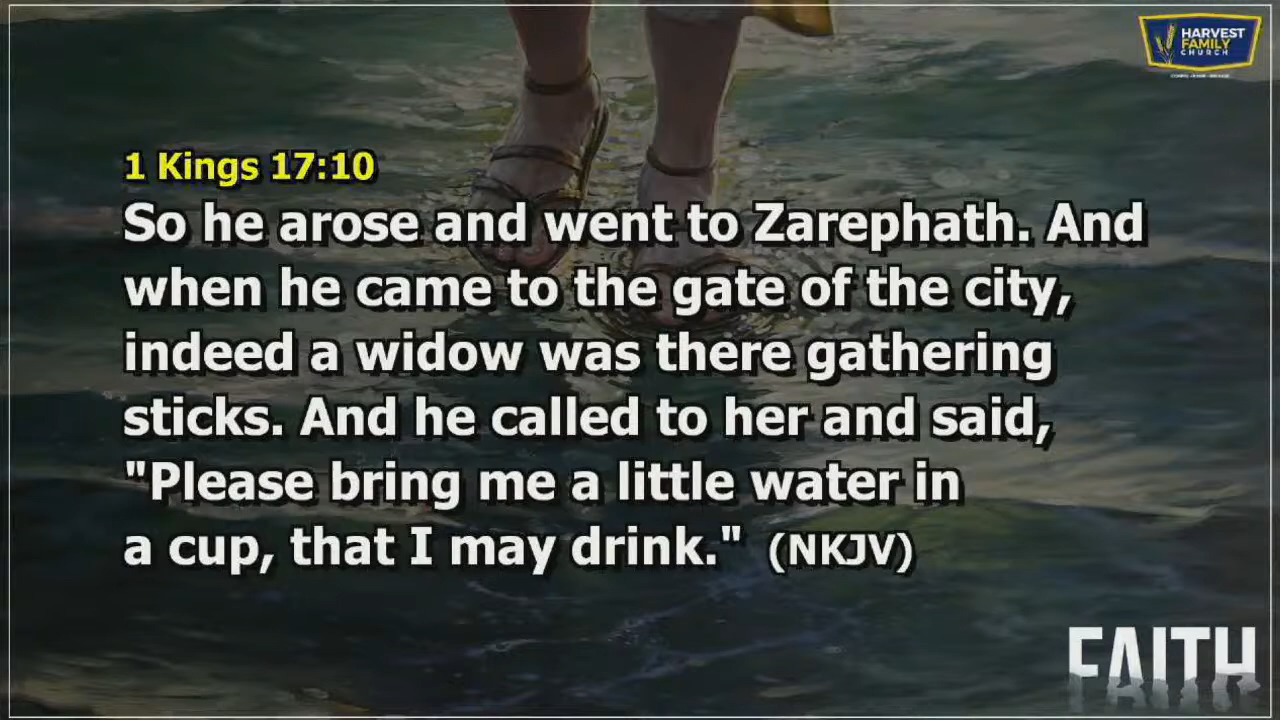 HARVEST
FAMILY
CHURCH
1 Kings 17:10
So he arose and went to Zarephath. And
when he came to the gate of the city,
indeed a widow was there gathering
sticks. And he called to her and said,
"Please bring me a little water in
a cup, that I may drink." (NKJV)
FAITH